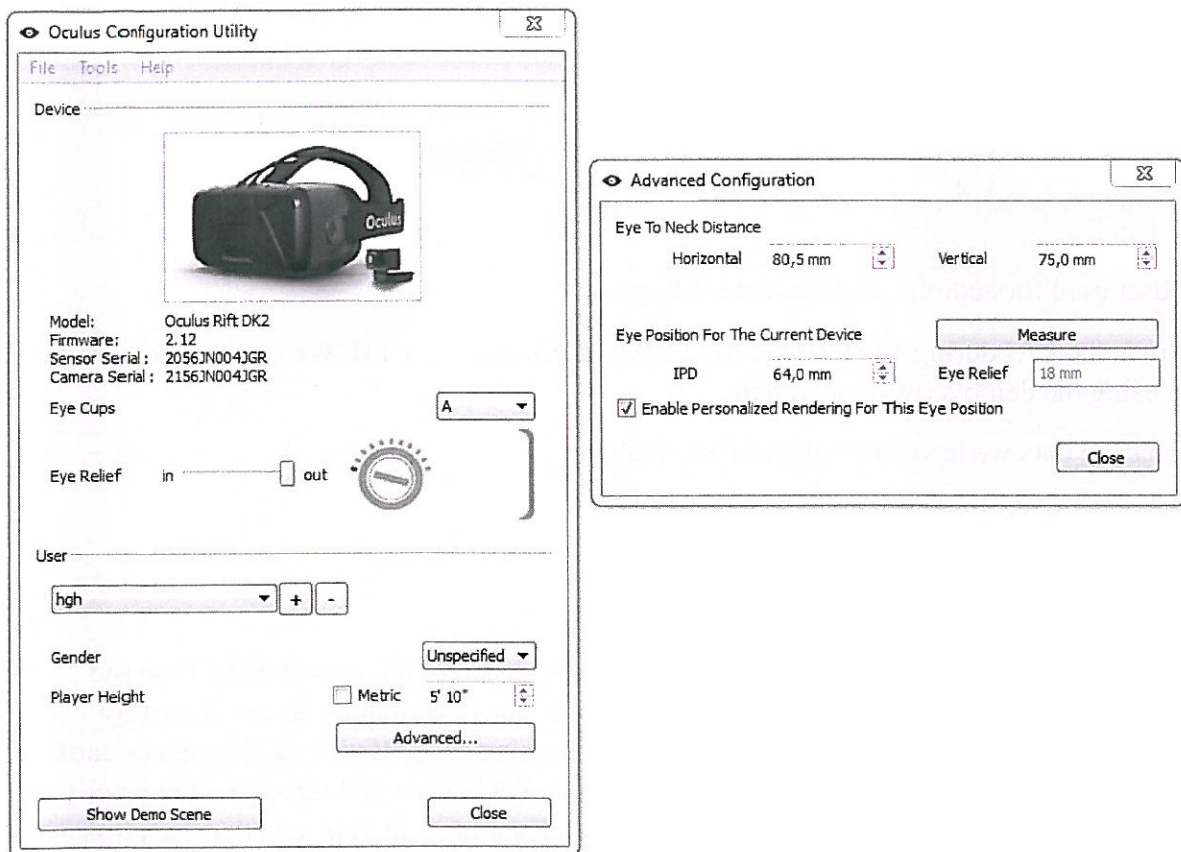 Oculus Configuration Utility
File Tools Help
Device
Oculus
Model: Oculus Rift DK2
Firmware: 2.12
Sensor Serial: 2056JN004JGR
Camera Serial: 2156JN004JGR
Eye Cups A
Eye Relief in out
User
hgh + -
Gender Unspecified
Player Height Metric 5' 10"
Advanced...
Show Demo Scene Close
Advanced Configuration
Eye To Neck Distance
Horizontal 80,5 mm Vertical 75,0 mm
Eye Position For The Current Device Measure
IPD 64,0 mm Eye Relief 18 mm
Enable Personalized Rendering For This Eye Position
Close